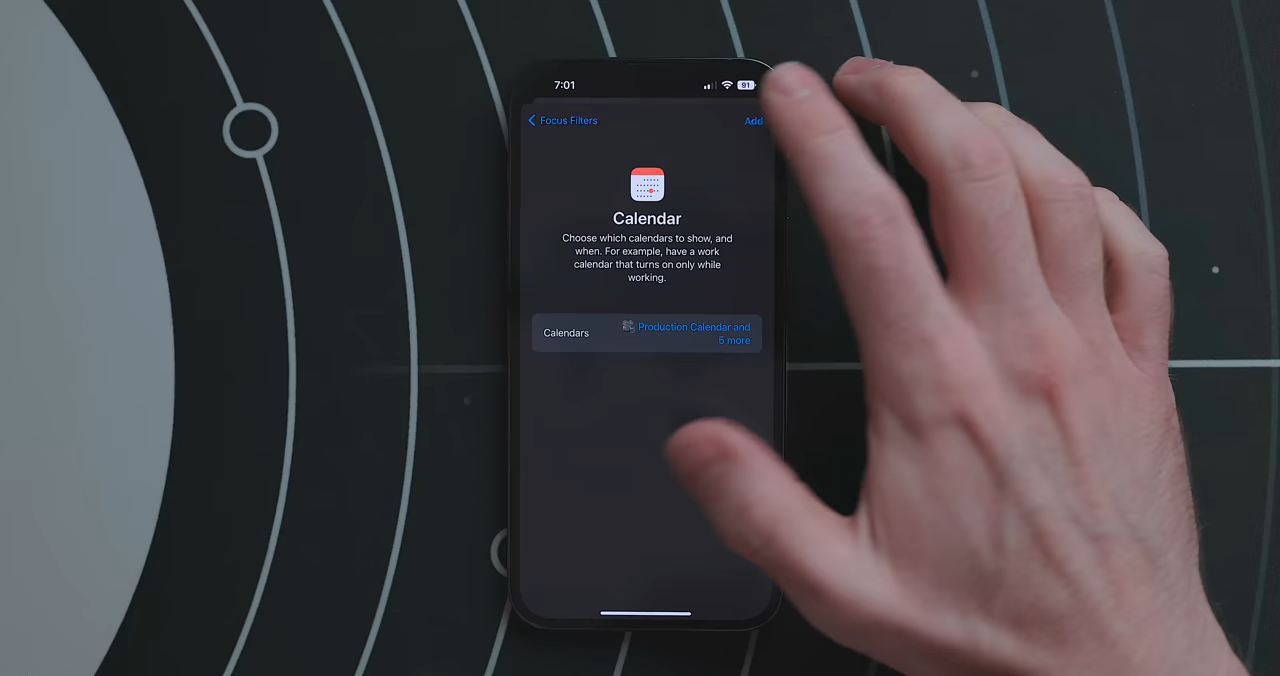 7:01
91
Focus Filters
Add
Calendar
Choose which calendars to show, and
when. For example, have a work
calendar that turns on only while
working.
Calendars
Production Calendar and
5 more